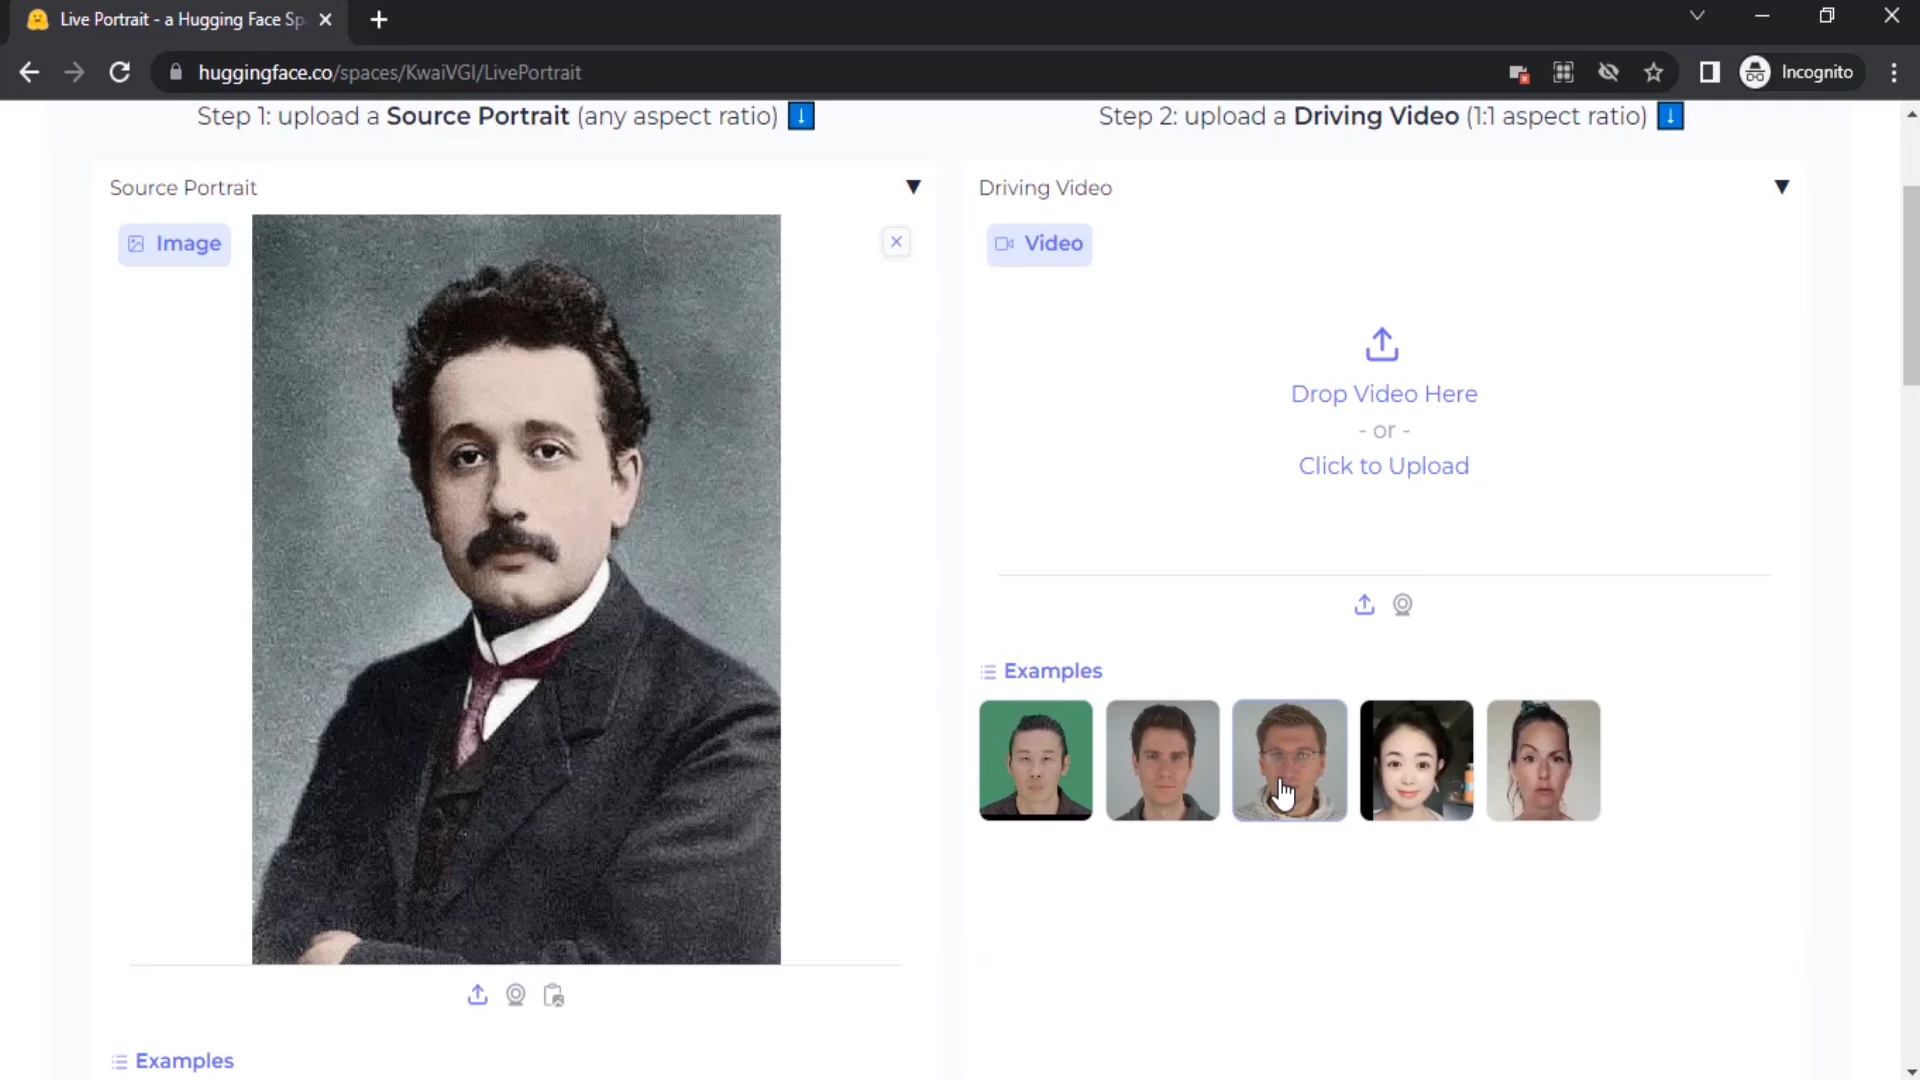 Live Portrait - a Hugging Face Sp
huggingface.co/spaces/KwaiVGI/LivePortrait
Incognito
Step 1: upload a Source Portrait (any aspect ratio) ↓
Step 2: upload a Driving Video (1:1 aspect ratio) ↓
Source Portrait
Driving Video
Image
Video
Drop Video Here
- or -
Click to Upload
Examples
Examples